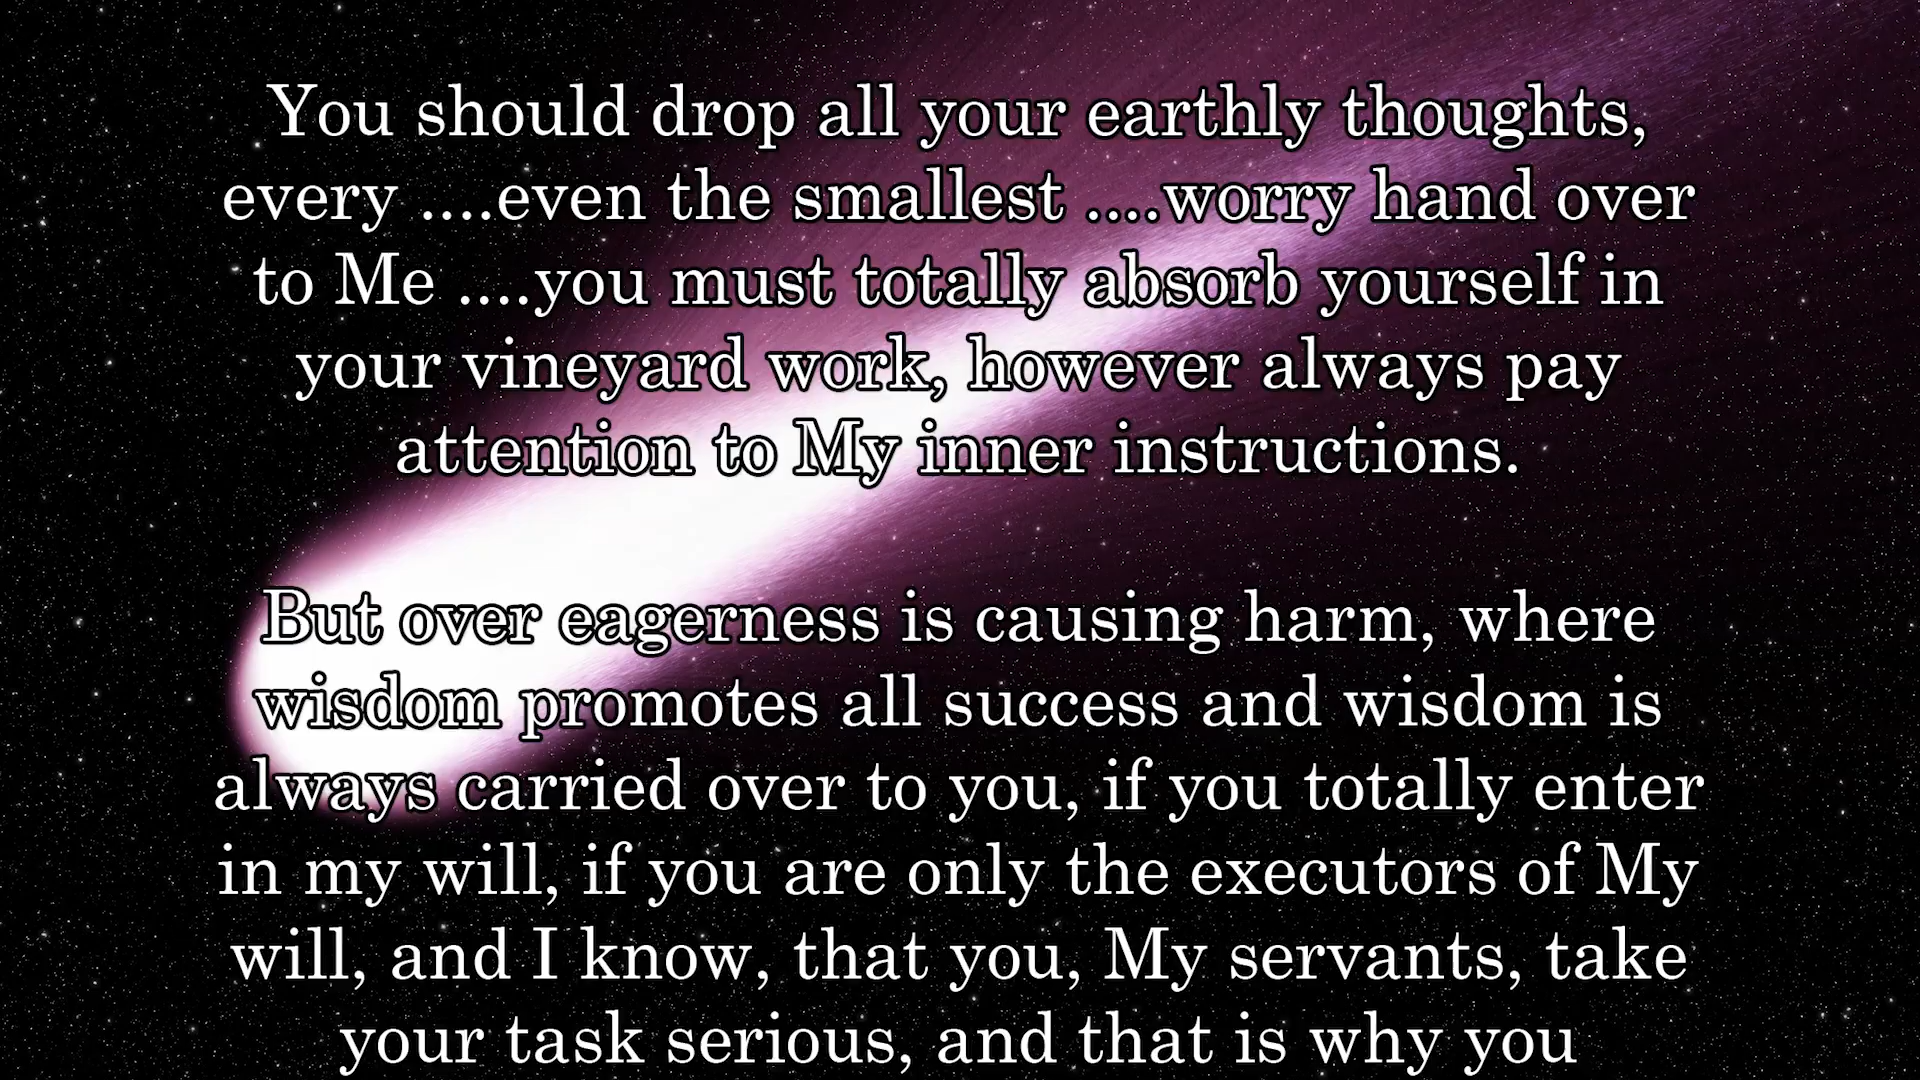 You should drop all your earthly thoughts,
every ....even the smallest ....worry hand over
to Me ....you must totally absorb yourself in
your vineyard work, however always pay
attention to My inner instructions.
But over eagerness is causing harm, where
wisdom promotes all success and wisdom is
always carried over to you, if you totally enter
in my will, if you are only the executors of My
will, and I know, that you, My servants, take
your task serious, and that is why you